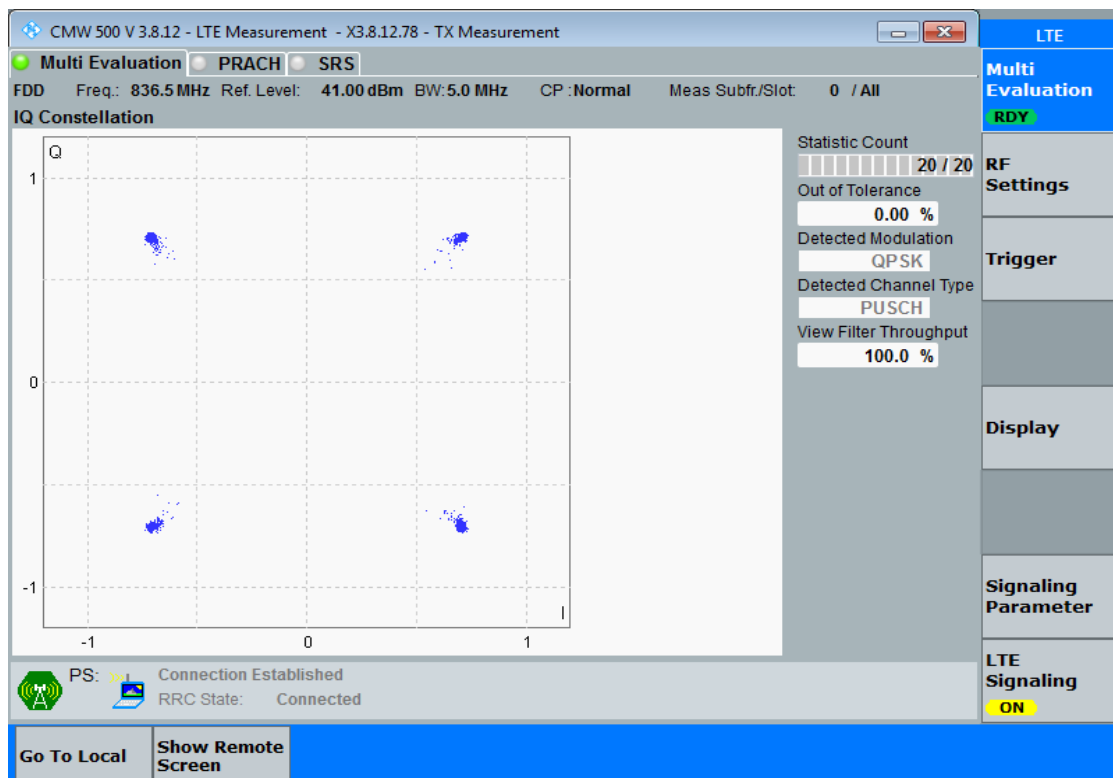 CMW 500 V 3.8.12 - LTE Measurement - X3.8.12.78 - TX Measurement
LTE
Multi Evaluation PRACH SRS
FDD Freq.: 836.5 MHz Ref. Level: 41.00 dBm BW: 5.0 MHz CP : Normal Meas Subfr./Slot: 0 / All
IQ Constellation
Q
1
0
-1
I
-1 0 1
Statistic Count
20 / 20
Out of Tolerance
0.00 %
Detected Modulation
QPSK
Detected Channel Type
PUSCH
View Filter Throughput
100.0 %
Multi
Evaluation
RDY
RF
Settings
Trigger
Display
Signaling
Parameter
LTE
Signaling
ON
PS: Connection Established
RRC State: Connected
Go To Local
Show Remote
Screen